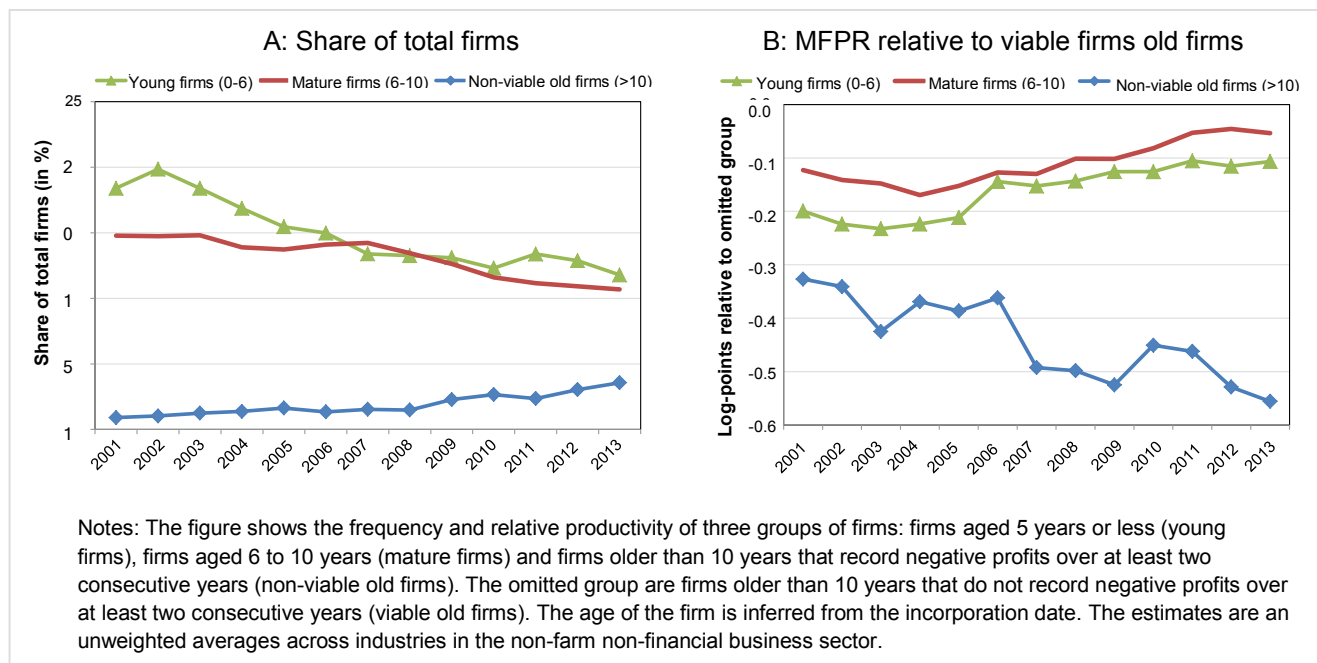 A: Share of total firms
Young firms (0-6) Mature firms (6-10) Non-viable old firms (>10)
Share of total firms (in %)
25
2
0
1
5
1
2001 2002 2003 2004 2005 2006 2007 2008 2009 2010 2011 2012 2013
B: MFPR relative to viable firms old firms
Young firms (0-6) Mature firms (6-10) Non-viable old firms (>10)
Log-points relative to omitted group
0.0
-0.1
-0.2
-0.3
-0.4
-0.5
-0.6
2001 2002 2003 2004 2005 2006 2007 2008 2009 2010 2011 2012 2013
Notes: The figure shows the frequency and relative productivity of three groups of firms: firms aged 5 years or less (young
firms), firms aged 6 to 10 years (mature firms) and firms older than 10 years that record negative profits over at least two
consecutive years (non-viable old firms). The omitted group are firms older than 10 years that do not record negative profits over
at least two consecutive years (viable old firms). The age of the firm is inferred from the incorporation date. The estimates are an
unweighted averages across industries in the non-farm non-financial business sector.